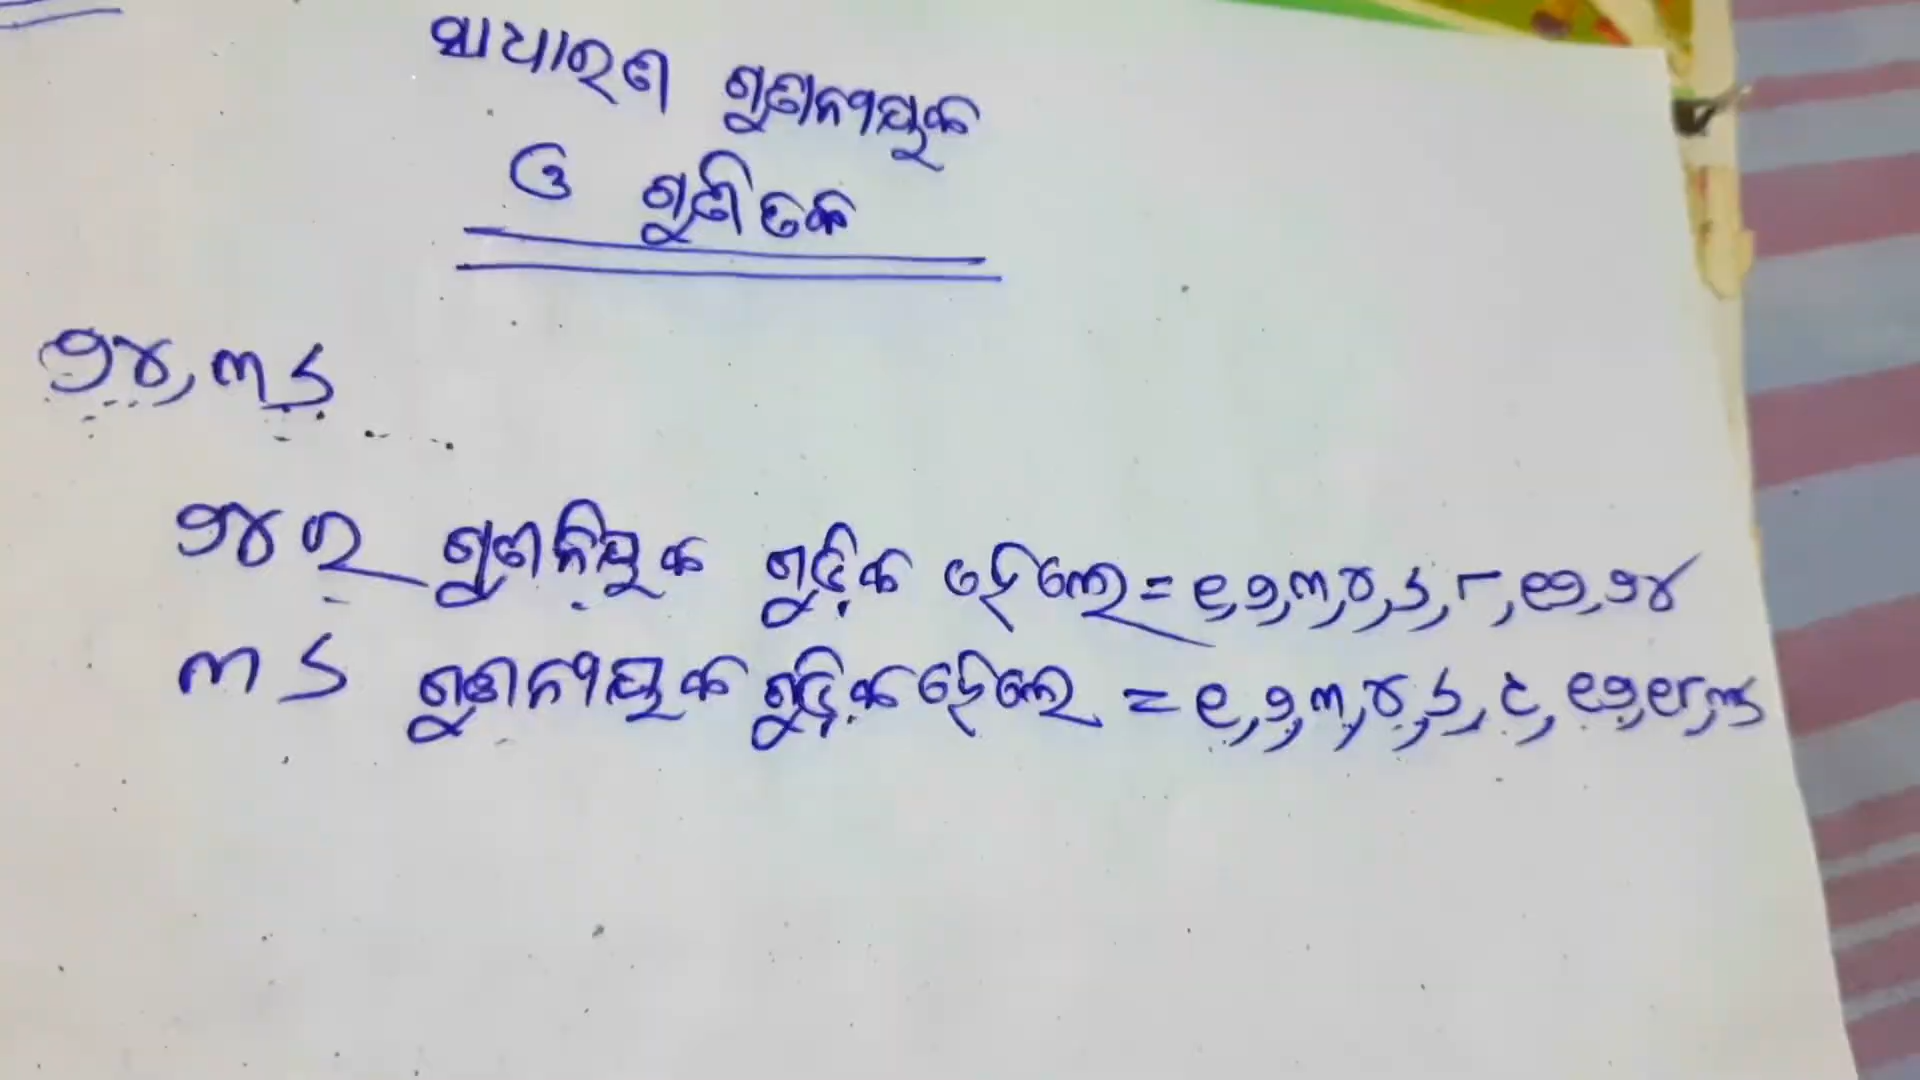 ସାଧାରଣ ଗୁଣନୀୟକ
ଓ ଗୁଣିତକ
୨୪,୩୬
୨୪ ର ଗୁଣନିୟକ ଗୁଡ଼ିକ ହେଲେ = ୧,୨,୩,୪,୬,୮,୧୨,୨୪
୩୬ ଗୁଣନୀୟକ ଗୁଡ଼ିକ ହେଲେ = ୧,୨,୩,୪,୬,୯,୧୨,୧୮,୩୬